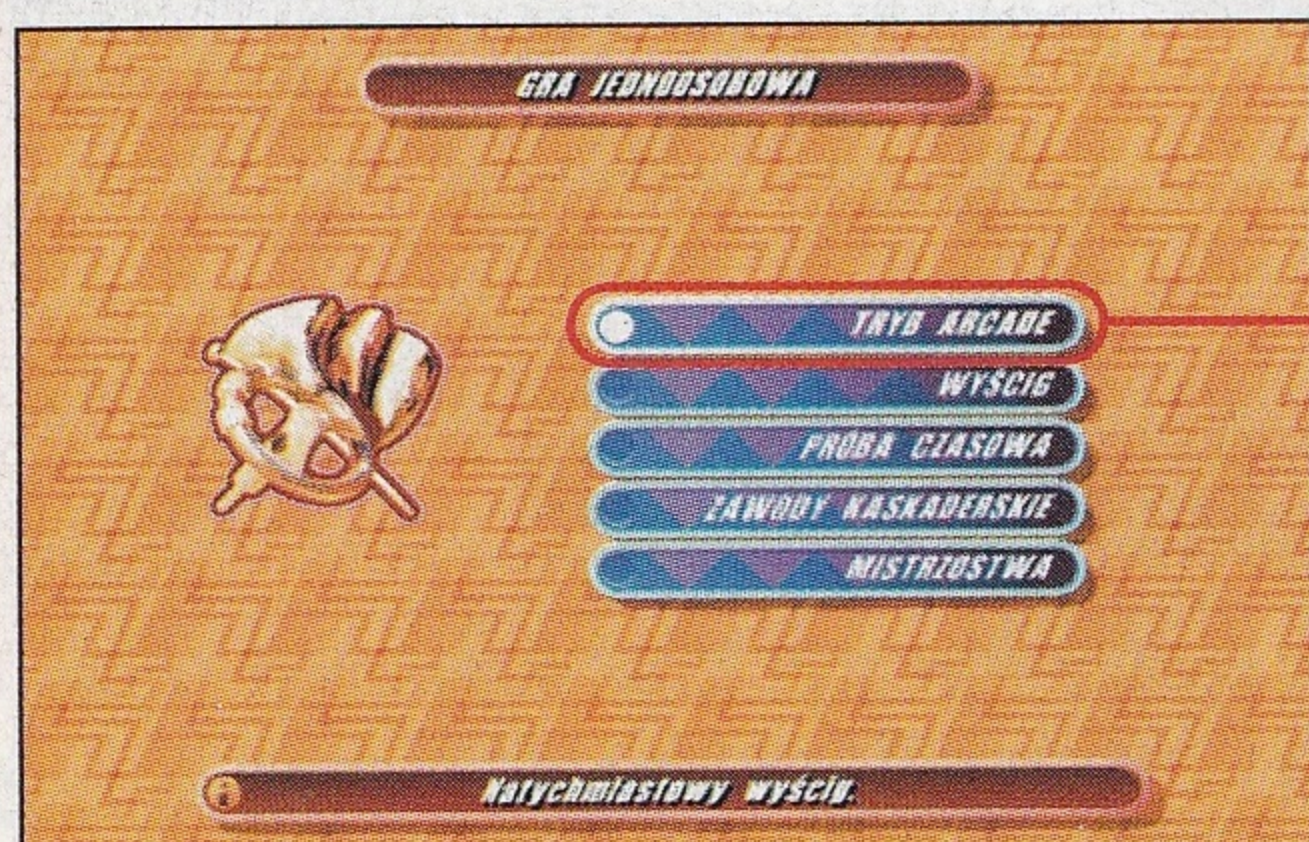 GRA JEDNOOSOBOWA
TRYB ARCADE
WYŚCIG
PRÓBA CZASOWA
ZAWODY KASKADERSKIE
MISTRZOSTWA
Natychmiastowy wyścig.